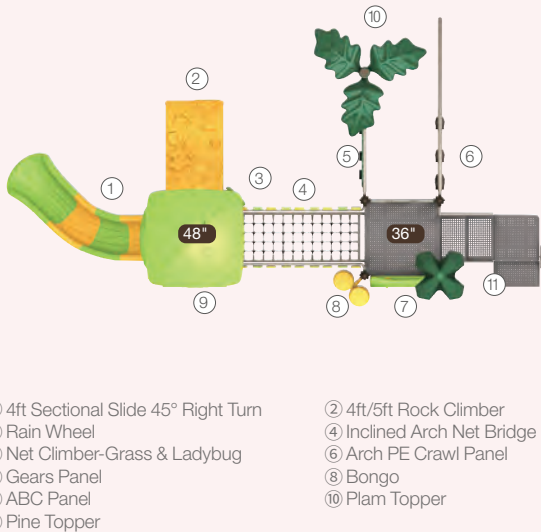 ⑩
②
③
①
④
⑤
⑥
48"
36"
⑨
⑧
⑦
⑪
4ft Sectional Slide 45° Right Turn
Rain Wheel
Net Climber-Grass & Ladybug
Gears Panel
ABC Panel
Pine Topper
② 4ft/5ft Rock Climber
④ Inclined Arch Net Bridge
⑥ Arch PE Crawl Panel
⑧ Bongo
⑩ Plam Topper